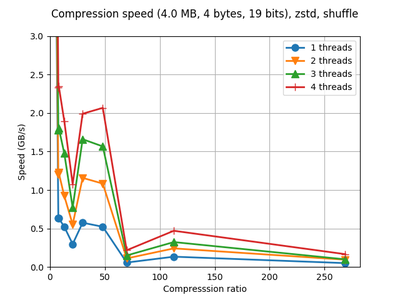 Compression speed (4.0 MB, 4 bytes, 19 bits), zstd, shuffle
3.0
2.5
2.0
1.5
1.0
0.5
0.0
Speed (GB/s)
1 threads
2 threads
3 threads
4 threads
0 50 100 150 200 250
Compresssion ratio